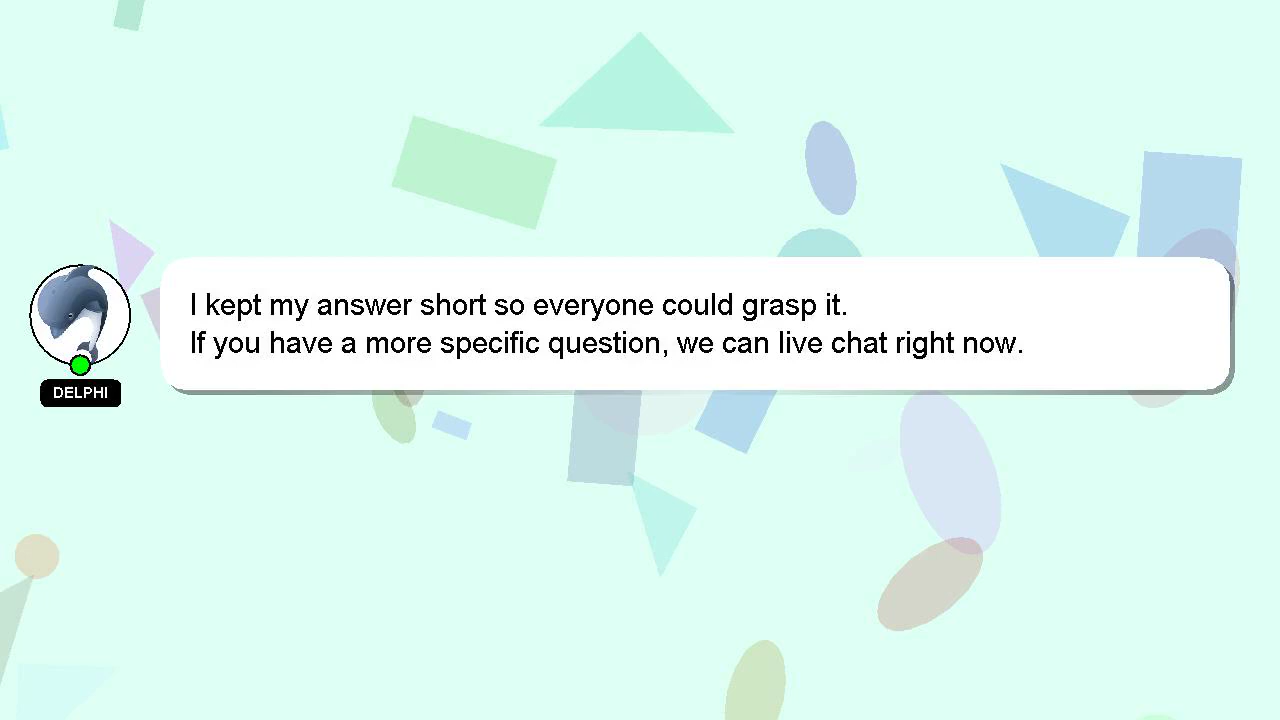 I kept my answer short so everyone could grasp it.
If you have a more specific question, we can live chat right now.
DELPHI